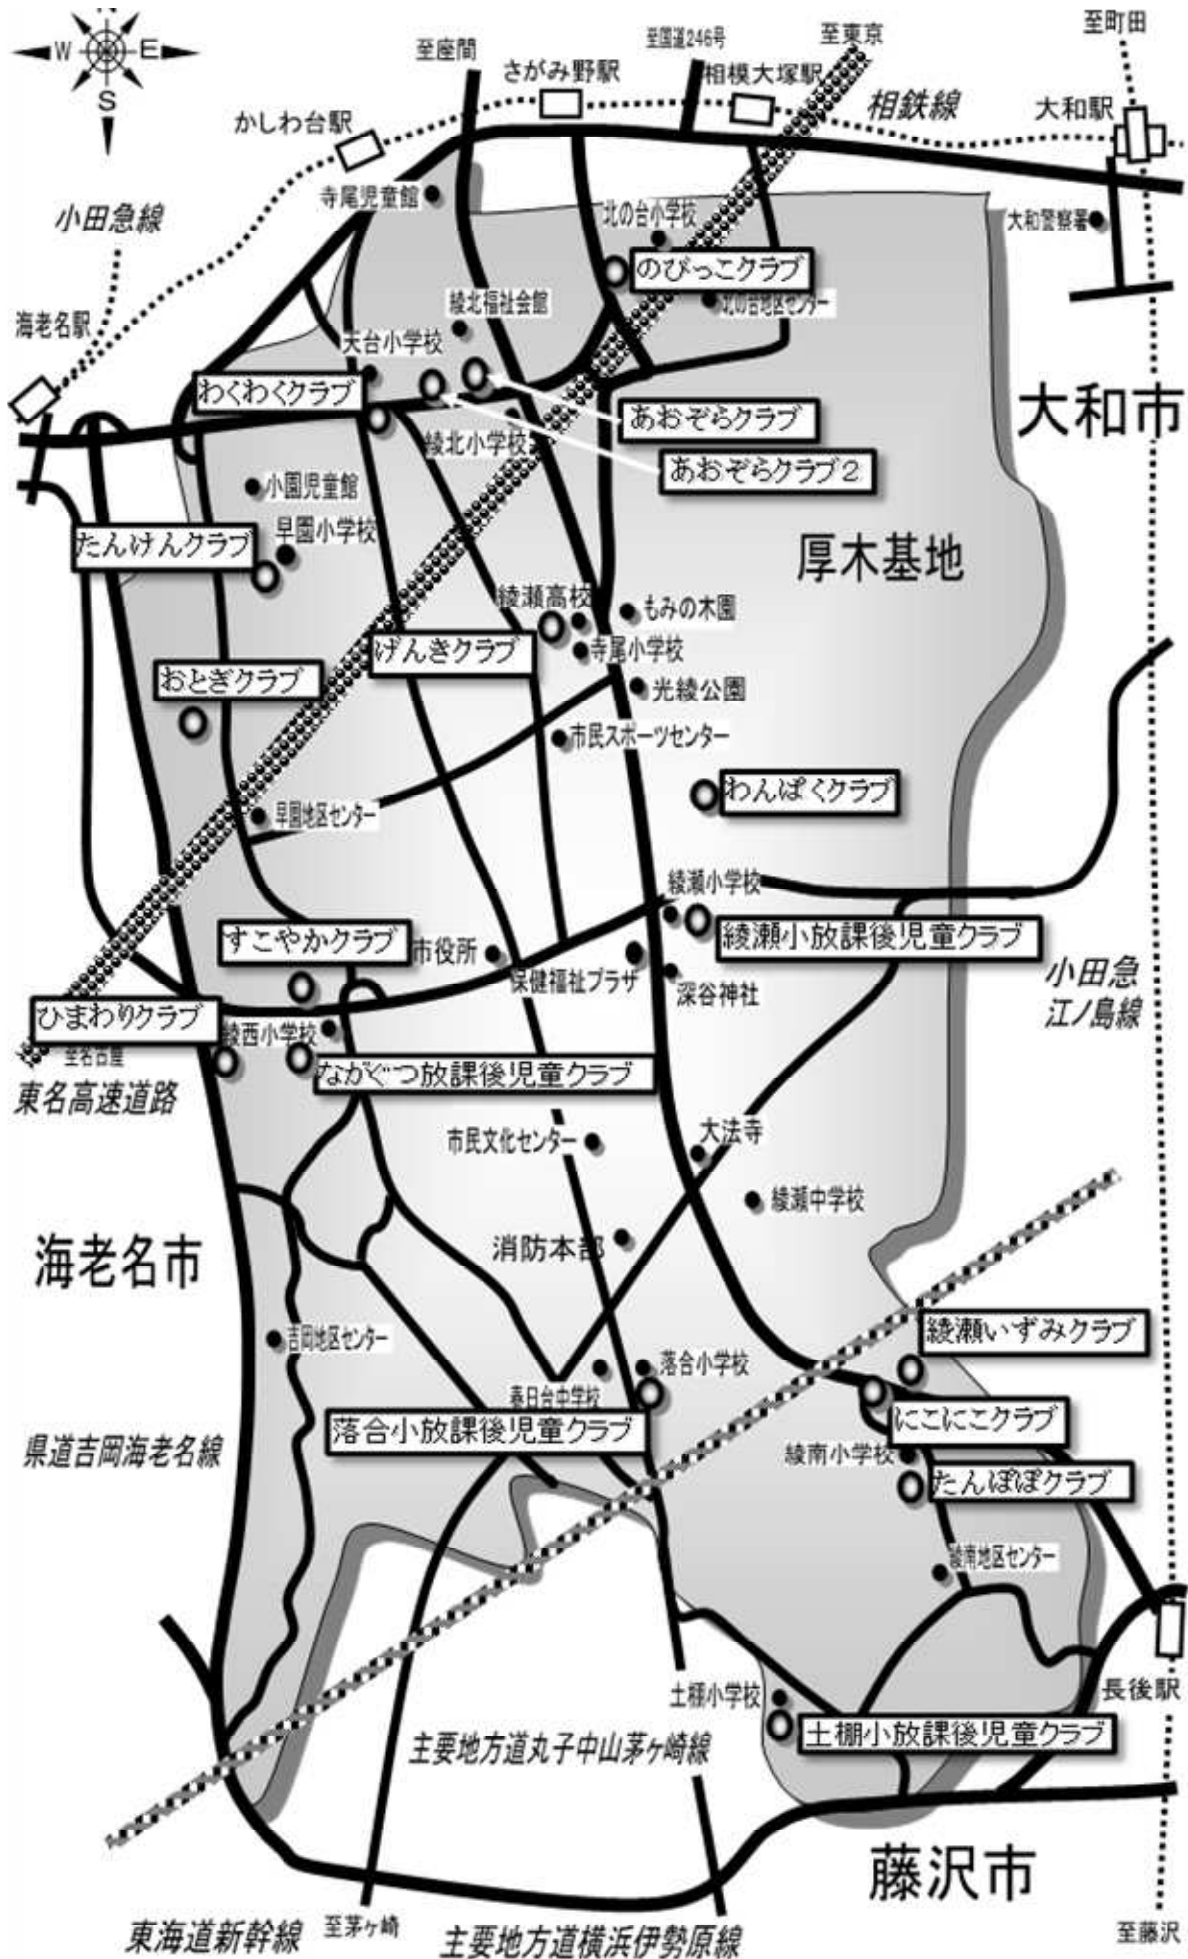 N
W
E
S
至座間
至国道246号
至東京
至町田
さがみ野駅
相模大塚駅
相鉄線
大和駅
かしわ台駅
寺尾児童館
小田急線
北の台小学校
大和警察署
のびっこクラブ
綾北福祉会館
北の台地区センター
海老名駅
天台小学校
わくわくクラブ
あおぞらクラブ
大和市
綾北小学校
あおぞらクラブ2
小園児童館
早園小学校
たんけんクラブ
厚木基地
綾瀬高校
もみの木園
げんきクラブ
寺尾小学校
おとぎクラブ
光綾公園
市民スポーツセンター
わんぱくクラブ
早園地区センター
綾瀬小学校
すこやかクラブ
市役所
綾瀬小放課後児童クラブ
保健福祉プラザ
深谷神社
小田急
江ノ島線
ひまわりクラブ
綾西小学校
至名古屋
ながぐつ放課後児童クラブ
東名高速道路
市民文化センター
大法寺
綾瀬中学校
海老名市
消防本部
綾瀬いずみクラブ
吉岡地区センター
落合小学校
春日台中学校
にこにこクラブ
落合小放課後児童クラブ
県道吉岡海老名線
綾南小学校
たんぽぽクラブ
綾南地区センター
土棚小学校
長後駅
土棚小放課後児童クラブ
主要地方道丸子中山茅ヶ崎線
藤沢市
東海道新幹線
至茅ヶ崎
主要地方道横浜伊勢原線
至藤沢